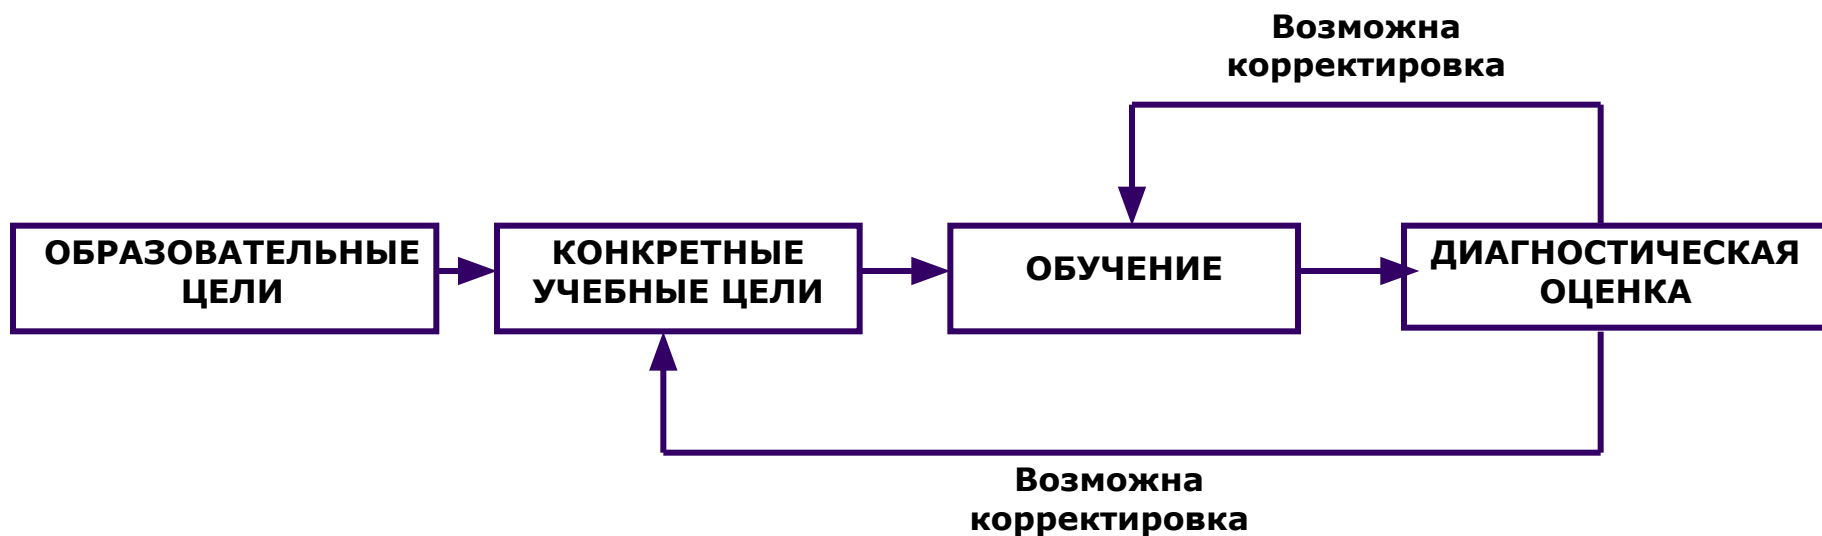 Возможна
корректировка
ОБРАЗОВАТЕЛЬНЫЕ
ЦЕЛИ
КОНКРЕТНЫЕ
УЧЕБНЫЕ ЦЕЛИ
ОБУЧЕНИЕ
ДИАГНОСТИЧЕСКАЯ
ОЦЕНКА
Возможна
корректировка